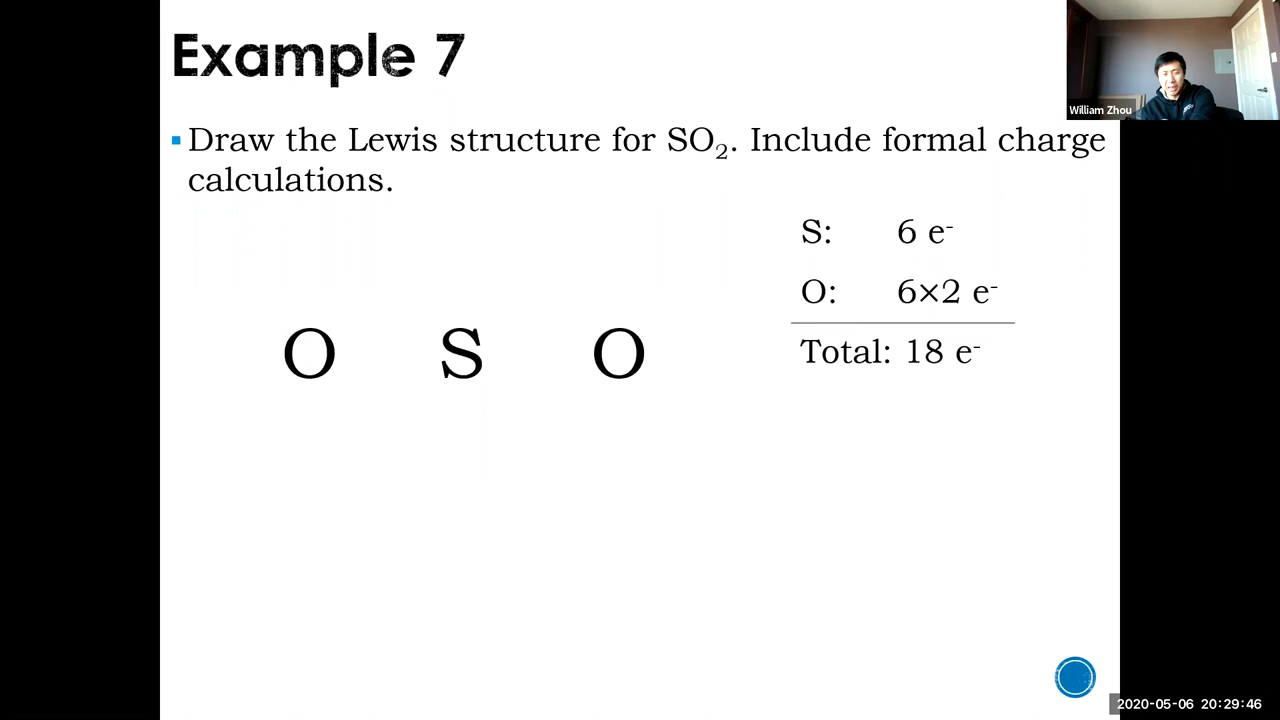 Example 7
William Zhou
▪ Draw the Lewis structure for SO₂. Include formal charge
calculations.
S: 6 e⁻
O: 6×2 e⁻
Total: 18 e⁻
O S O
2020-05-06 20:29:46